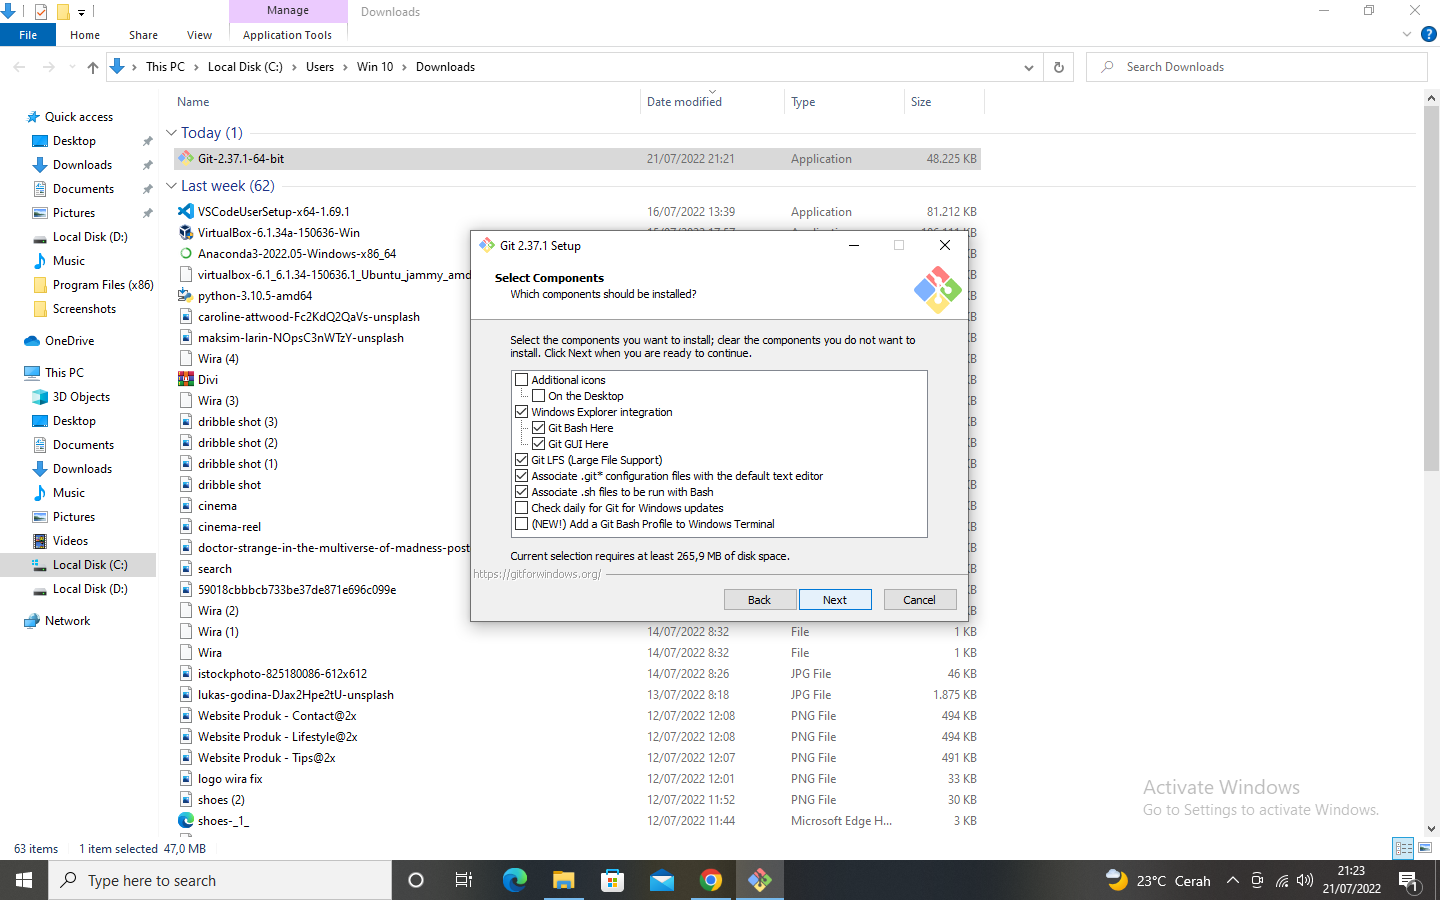 Manage
Downloads
File
Home
Share
View
Application Tools
This PC > Local Disk (C:) > Users > Win 10 > Downloads
Search Downloads
Name
Date modified
Type
Size
Quick access
Desktop
Downloads
Documents
Pictures
Local Disk (D:)
Music
Program Files (x86)
Screenshots
OneDrive
This PC
3D Objects
Desktop
Documents
Downloads
Music
Pictures
Videos
Local Disk (C:)
Local Disk (D:)
Network
Today (1)
Git-2.37.1-64-bit 21/07/2022 21:21 Application 48.225 KB
Last week (62)
VSCodeUserSetup-x64-1.69.1 16/07/2022 13:39 Application 81.212 KB
VirtualBox-6.1.34a-150636-Win
Anaconda3-2022.05-Windows-x86_64
virtualbox-6.1_6.1.34-150636.1_Ubuntu_jammy_amd
python-3.10.5-amd64
caroline-attwood-Fc2KdQ2QaVs-unsplash
maksim-larin-NOpsC3nWTzY-unsplash
Wira (4)
Divi
Wira (3)
dribble shot (3)
dribble shot (2)
dribble shot (1)
dribble shot
cinema
cinema-reel
doctor-strange-in-the-multiverse-of-madness-post
search
59018cbbbcb733be37de871e696c099e
Wira (2)
Wira (1) 14/07/2022 8:32 File 1 KB
Wira 14/07/2022 8:32 File 1 KB
istockphoto-825180086-612x612 14/07/2022 8:26 JPG File 46 KB
lukas-godina-DJax2Hpe2tU-unsplash 13/07/2022 8:18 JPG File 1.875 KB
Website Produk - Contact@2x 12/07/2022 12:08 PNG File 494 KB
Website Produk - Lifestyle@2x 12/07/2022 12:08 PNG File 494 KB
Website Produk - Tips@2x 12/07/2022 12:07 PNG File 491 KB
logo wira fix 12/07/2022 12:01 PNG File 33 KB
shoes (2) 12/07/2022 11:52 PNG File 30 KB
shoes-_1_ 12/07/2022 11:44 Microsoft Edge H... 3 KB
Git 2.37.1 Setup
Select Components
Which components should be installed?
Select the components you want to install; clear the components you do not want to
install. Click Next when you are ready to continue.
Additional icons
On the Desktop
Windows Explorer integration
Git Bash Here
Git GUI Here
Git LFS (Large File Support)
Associate .git* configuration files with the default text editor
Associate .sh files to be run with Bash
Check daily for Git for Windows updates
(NEW!) Add a Git Bash Profile to Windows Terminal
Current selection requires at least 265,9 MB of disk space.
https://gitforwindows.org/
Back
Next
Cancel
Activate Windows
Go to Settings to activate Windows.
63 items 1 item selected 47,0 MB
Type here to search
23°C Cerah
21:23
21/07/2022
1